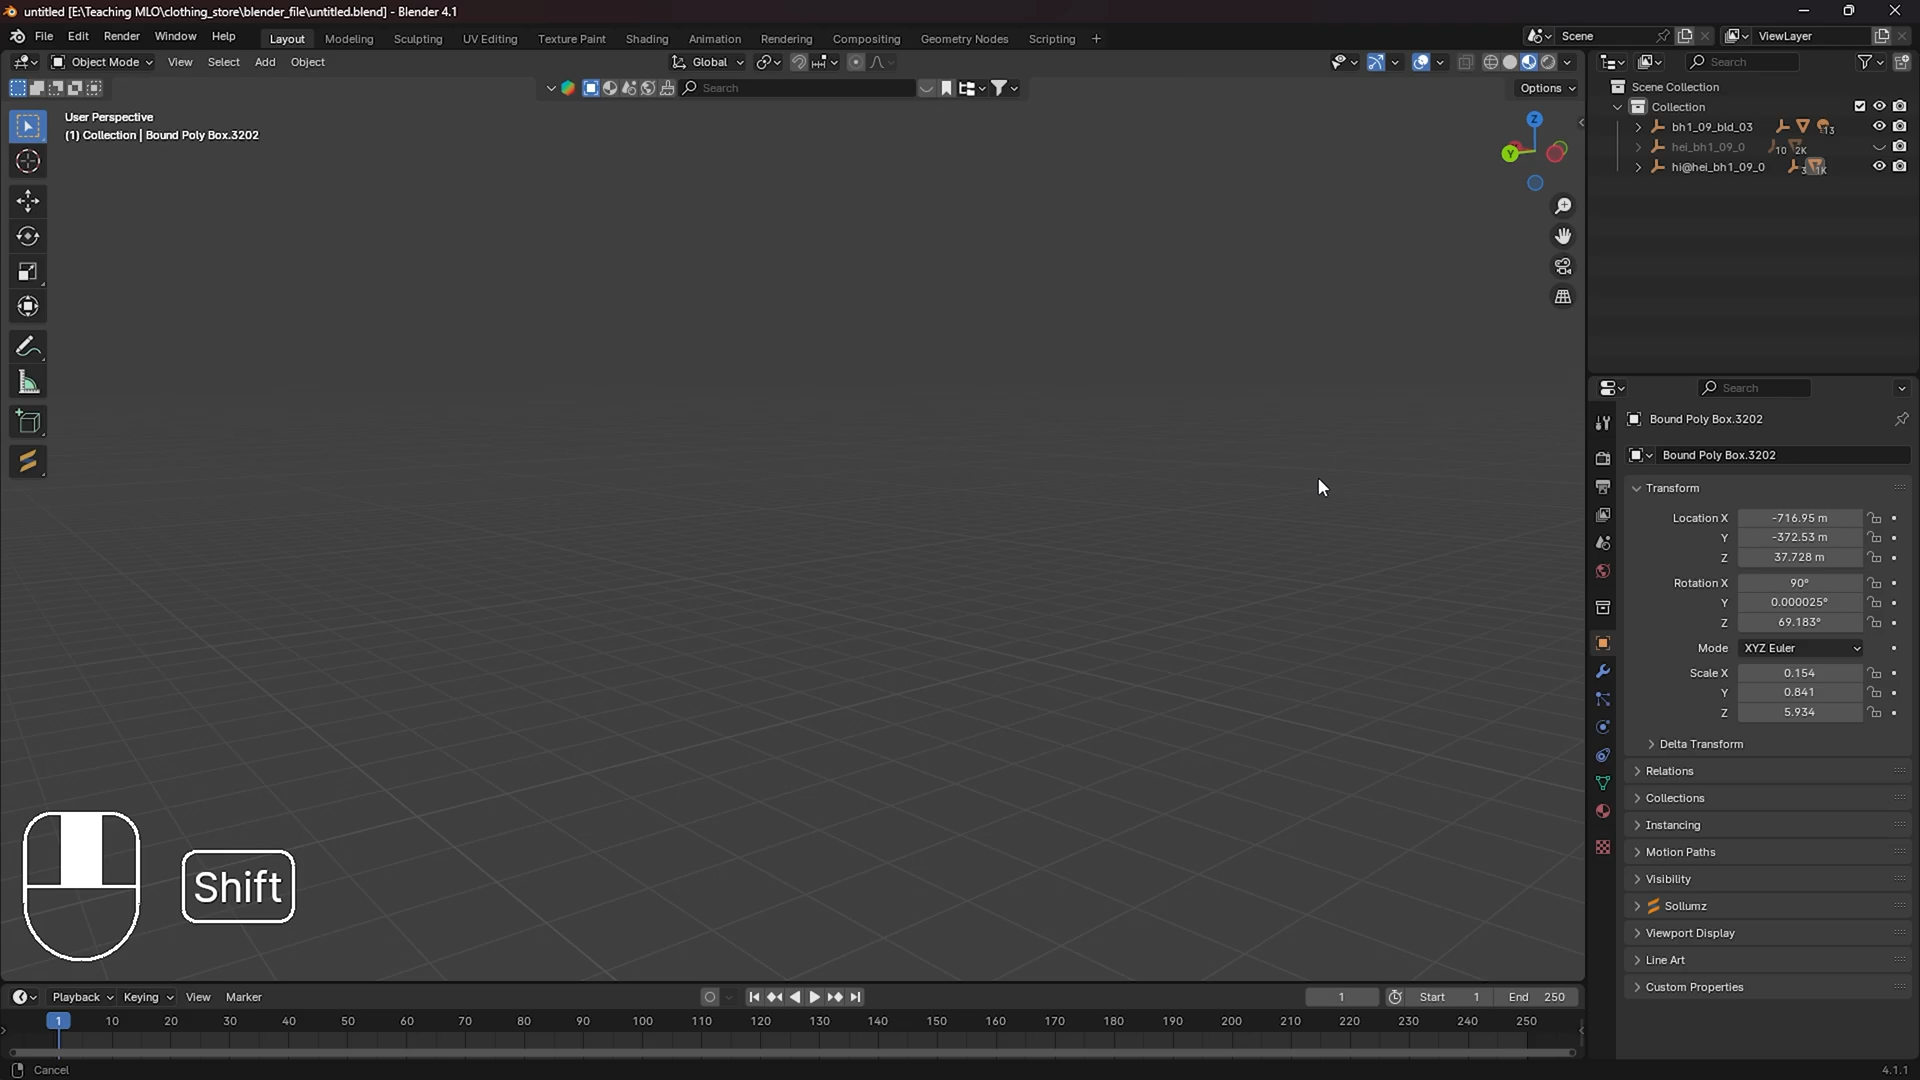 untitled [E:\Teaching MLO\clothing_store\blender_file\untitled.blend] - Blender 4.1
File Edit Render Window Help Layout Modeling Sculpting UV Editing Texture Paint Shading Animation Rendering Compositing Geometry Nodes Scripting + Scene ViewLayer
Object Mode View Select Add Object Global Search
Search Options
User Perspective
(1) Collection | Bound Poly Box.3202
Z
Y
Scene Collection
Collection
bh1_09_bld_03 13
hei_bh1_09_0 10 2K
hi@hei_bh1_09_0 3 1K
Search
Bound Poly Box.3202
Bound Poly Box.3202
Transform
Location X -716.95 m
Y -372.53 m
Z 37.728 m
Rotation X 90°
Y 0.000025°
Z 69.183°
Mode XYZ Euler
Scale X 0.154
Y 0.841
Z 5.934
Delta Transform
Relations
Collections
Instancing
Motion Paths
Visibility
Sollumz
Viewport Display
Line Art
Custom Properties
Shift
Playback Keying View Marker 1 Start 1 End 250
1 10 20 30 40 50 60 70 80 90 100 110 120 130 140 150 160 170 180 190 200 210 220 230 240 250
Cancel 4.1.1